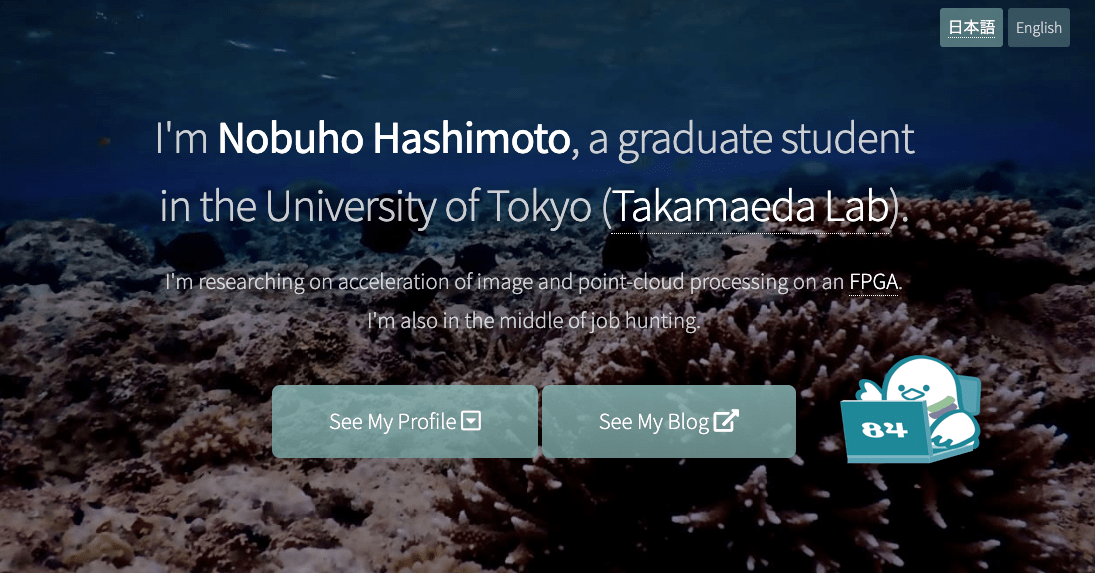 日本語 English
I'm Nobuho Hashimoto, a graduate student
in the University of Tokyo (Takamaeda Lab).
I'm researching on acceleration of image and point-cloud processing on an FPGA.
I'm also in the middle of job hunting.
See My Profile
See My Blog
84